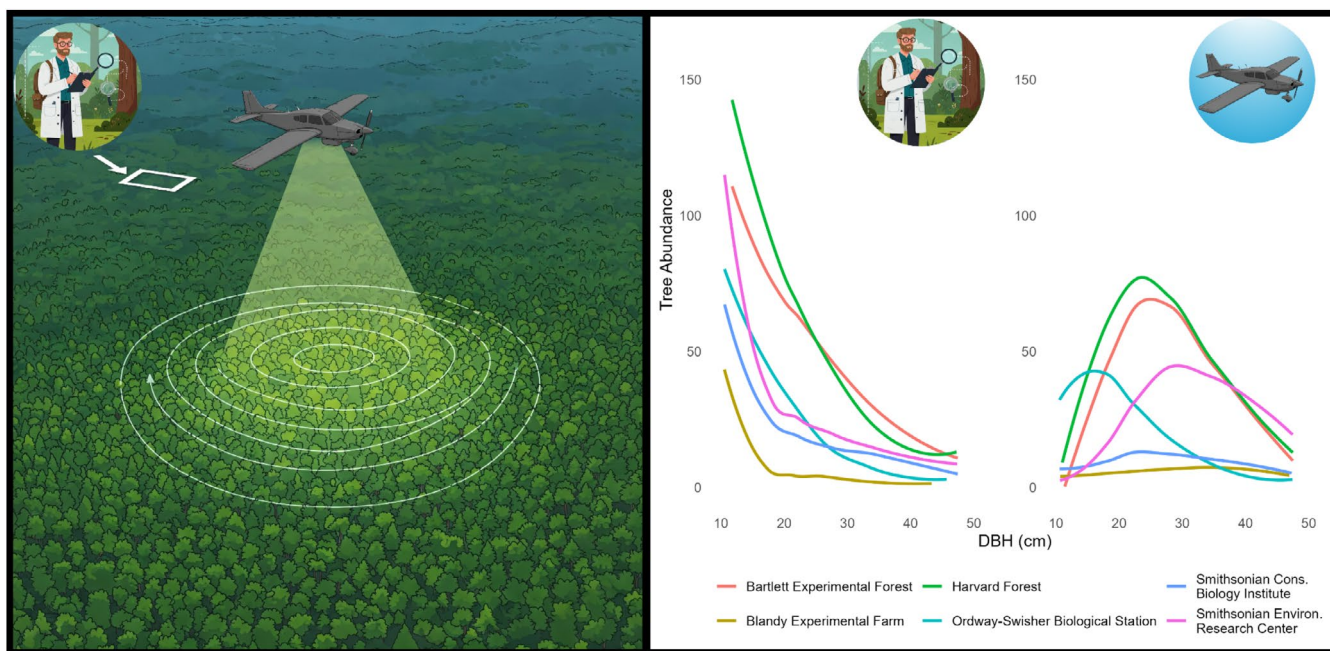 150
100
50
0
Tree Abundance
10 20 30 40 50
150
100
50
0
10 20 30 40 50
DBH (cm)
Bartlett Experimental Forest
Harvard Forest
Smithsonian Cons.
Biology Institute
Blandy Experimental Farm
Ordway-Swisher Biological Station
Smithsonian Environ.
Research Center